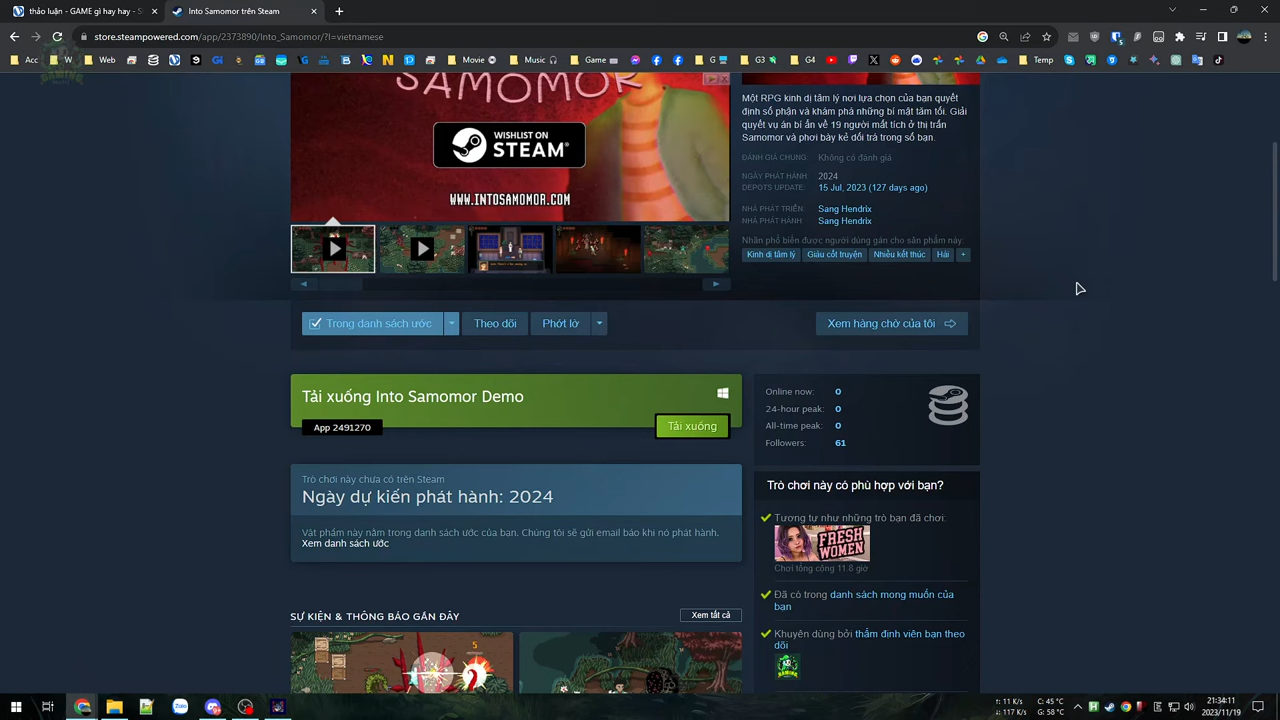 thảo luận - GAME gì hay hay - S
Into Samomor trên Steam
store.steampowered.com/app/2373890/Into_Samomor/?l=vietnamese
Acc
Web
Movie
Music
Game
G
G4
Temp
SAMOMOR
WISHLIST ON
STEAM
WWW.INTOSAMOMOR.COM
Một RPG kinh dị tâm lý nơi lựa chọn của bạn quyết
định số phận và khám phá những bí mật tăm tối. Giải
quyết vụ án bí ẩn về 19 người mất tích ở thị trấn
Samomor và phơi bày kẻ dối trá trong số bạn.
ĐÁNH GIÁ CHUNG: Không có đánh giá
NGÀY PHÁT HÀNH: 2024
DEPOTS UPDATE: 15 Jul, 2023 (127 days ago)
NHÀ PHÁT TRIỂN: Sang Hendrix
NHÀ PHÁT HÀNH: Sang Hendrix
Nhãn phổ biến được người dùng gán cho sản phẩm này:
Kinh dị tâm lý Giàu cốt truyện Nhiều kết thúc Hài +
Trong danh sách ước Theo dõi Phớt lờ Xem hàng chờ của tôi
Tải xuống Into Samomor Demo
App 2491270
Tải xuống
Online now: 0
24-hour peak: 0
All-time peak: 0
Followers: 61
Trò chơi này chưa có trên Steam
Ngày dự kiến phát hành: 2024
Vật phẩm này nằm trong danh sách ước của bạn. Chúng tôi sẽ gửi email báo khi nó phát hành.
Xem danh sách ước
Trò chơi này có phù hợp với bạn?
Tương tự như những trò bạn đã chơi:
FRESH
WOMEN
Chơi tổng cộng 11.8 giờ
Đã có trong danh sách mong muốn của
bạn
Khuyên dùng bởi thẩm định viên bạn theo
dõi
SỰ KIỆN & THÔNG BÁO GẦN ĐÂY
Xem tất cả
5
GAMING
↑: 11 K/s
↓: 117 K/s
C: 45 °C
G: 58 °C
21:34:11
2023/11/19